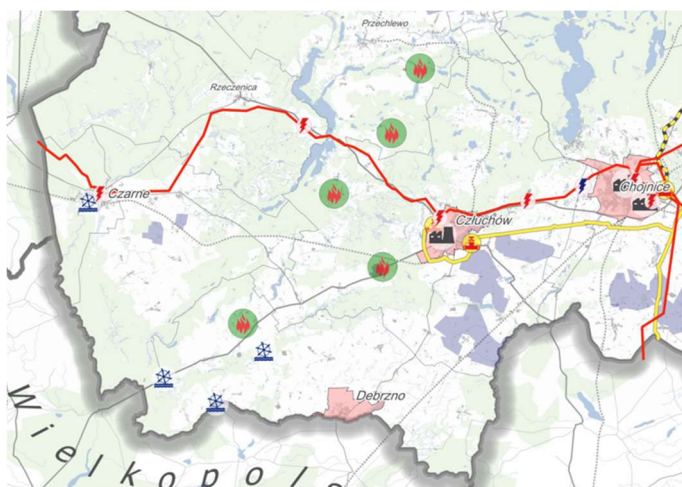 Przechlewo
Rzeczenica
Czarne
Chojnice
Człuchów
Debrzno
Wielkopols